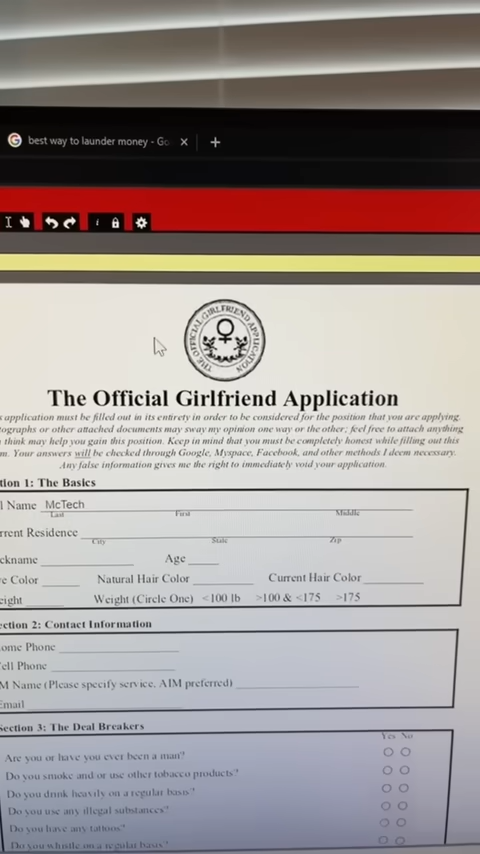 best way to launder money - Go
The Official Girlfriend Application
application must be filled out in its entirety in order to be considered for the position that you are applying.
tographs or other attached documents may sway my opinion one way or the other; feel free to attach anything
think may help you gain this position. Keep in mind that you must be completely honest while filling out this
m. Your answers will be checked through Google, Myspace, Facebook, and other methods I deem necessary.
Any false information gives me the right to immediately void your application.
tion 1: The Basics
l Name McTech
Last First Middle
rrent Residence
City State Zip
ckname Age
e Color Natural Hair Color Current Hair Color
eight Weight (Circle One) <100 lb >100 & <175 >175
ection 2: Contact Information
ome Phone
ell Phone
M Name (Please specify service, AIM preferred)
Email
Section 3: The Deal Breakers
Yes No
Are you or have you ever been a man?
Do you smoke and/or use other tobacco products?
Do you drink heavily on a regular basis?
Do you use any illegal substances?
Do you have any tattoos?
Do you whistle on a regular basis?